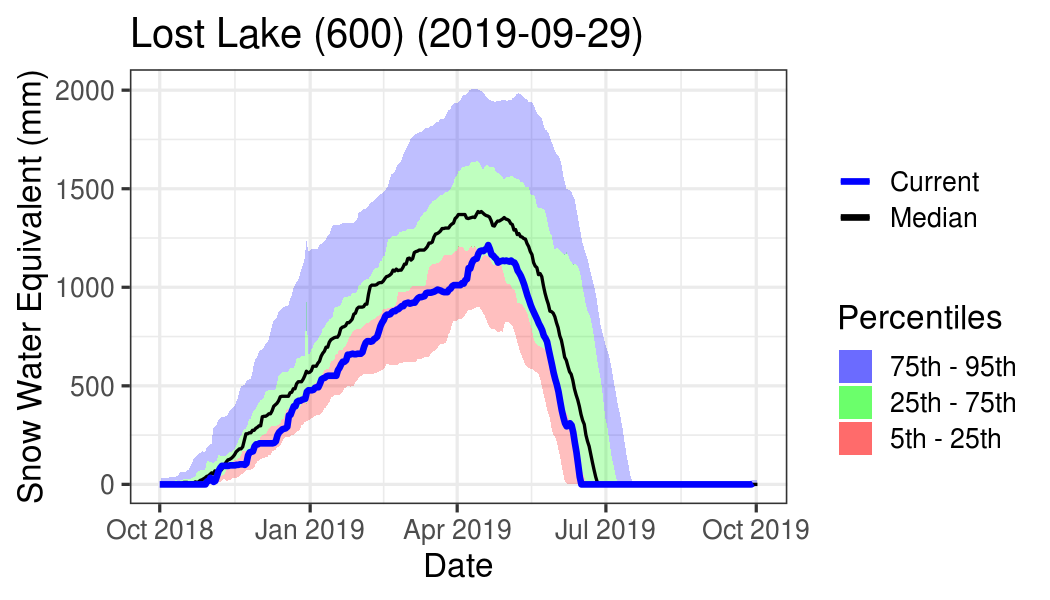 Lost Lake (600) (2019-09-29)
Snow Water Equivalent (mm)
2000
1500
1000
500
0
Oct 2018
Jan 2019
Apr 2019
Jul 2019
Oct 2019
Date
Current
Median
Percentiles
75th - 95th
25th - 75th
5th - 25th